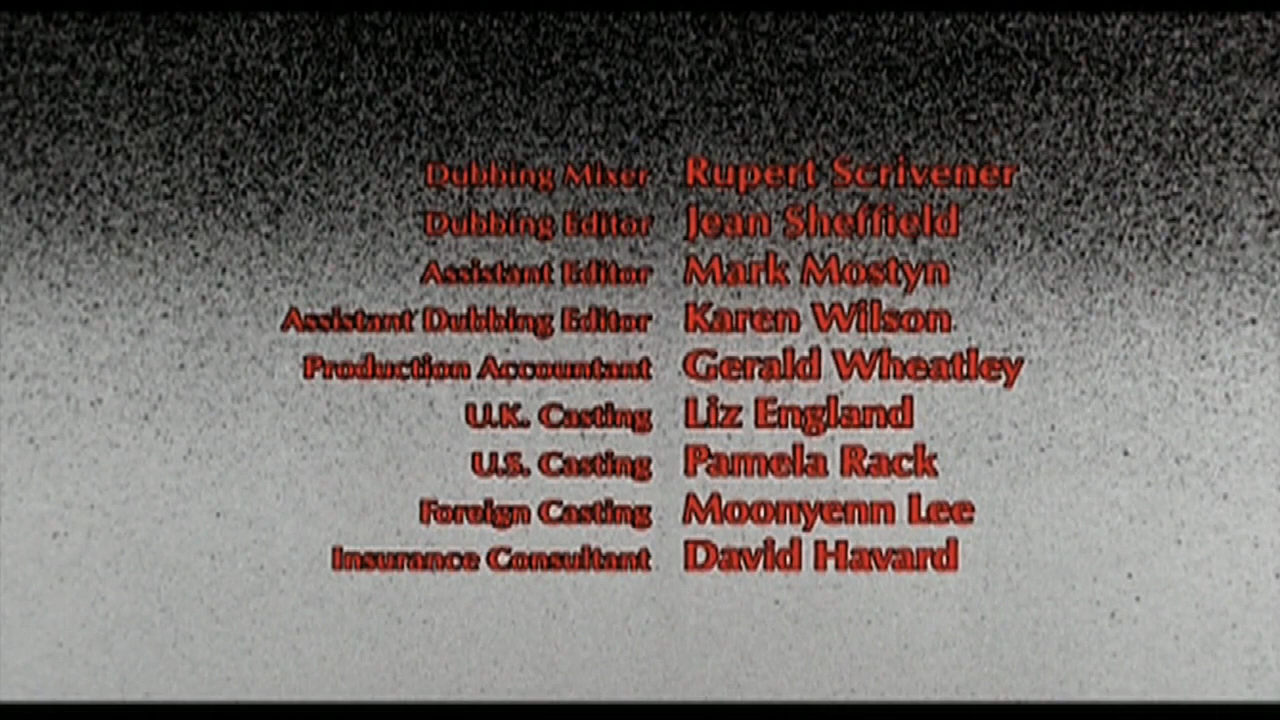 Dubbing Mixer Rupert Scrivener
Dubbing Editor Jean Sheffield
Assistant Editor Mark Mostyn
Assistant Dubbing Editor Karen Wilson
Production Accountant Gerald Wheatley
U.K. Casting Liz England
U.S. Casting Pamela Rack
Foreign Casting Moonyenn Lee
Insurance Consultant David Havard